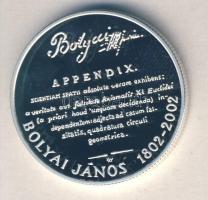 Bolyai
APPENDIX.
SCIENTIAM SPATII absolute veram exhibens:
a veritate aut falsitate Axiomatis XI Euclidei
(a priori haud unquam decidenda) in-
dependentem: adjecta ad casum fal-
sitatis, quadratura circuli
geometrica.
BOLYAI JÁNOS 1802-2002